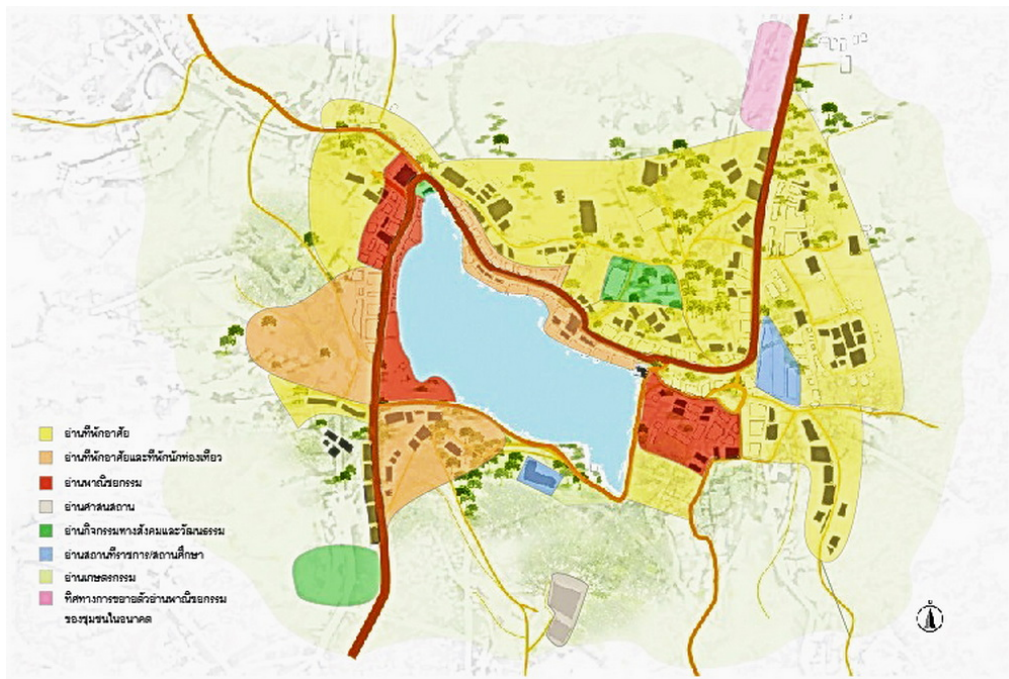 ย่านที่พักอาศัย
ย่านที่พักอาศัยและที่พักนักท่องเที่ยว
ย่านพาณิชยกรรม
ย่านศาสนสถาน
ย่านกิจกรรมทางสังคมและวัฒนธรรม
ย่านสถานที่ราชการ/สถานศึกษา
ย่านเกษตรกรรม
ทิศทางการขยายตัวย่านพาณิชยกรรม
ของชุมชนในอนาคต